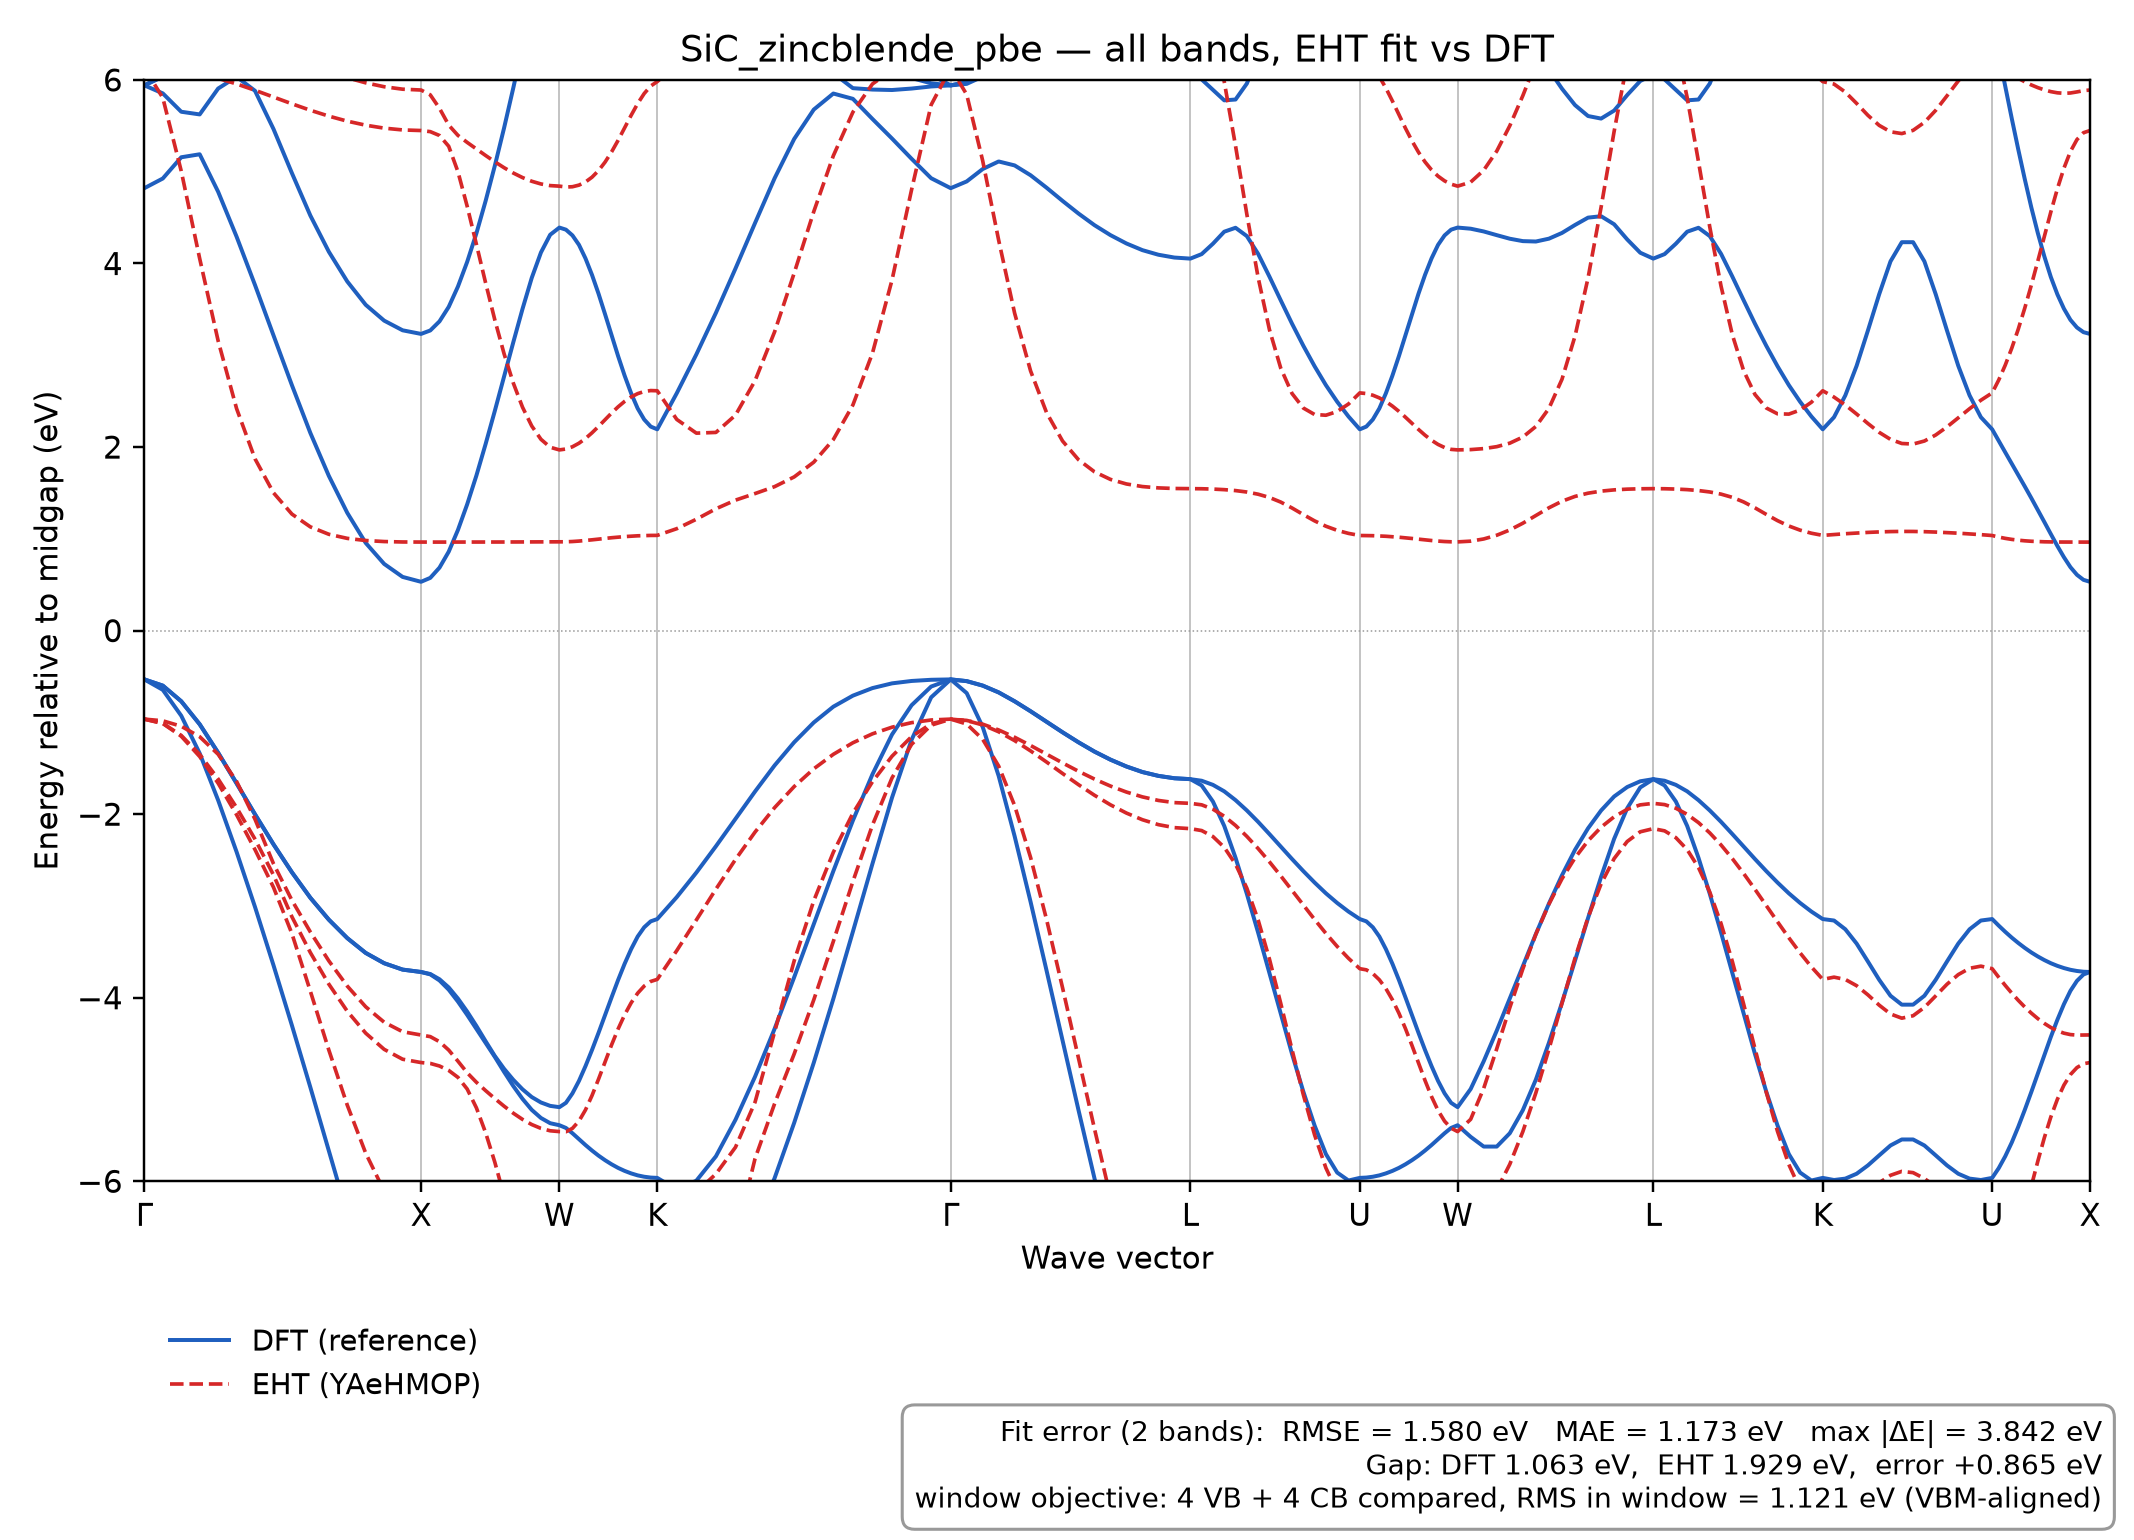 SiC_zincblende_pbe — all bands, EHT fit vs DFT
Energy relative to midgap (eV)
6
4
2
0
−2
−4
−6
Γ X W K Γ L U W L K U X
Wave vector
DFT (reference)
EHT (YAeHMOP)
Fit error (2 bands): RMSE = 1.580 eV MAE = 1.173 eV max |ΔE| = 3.842 eV
Gap: DFT 1.063 eV, EHT 1.929 eV, error +0.865 eV
window objective: 4 VB + 4 CB compared, RMS in window = 1.121 eV (VBM-aligned)